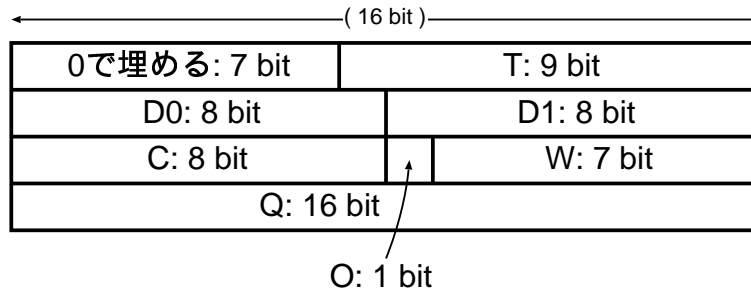 ( 16 bit )
0で埋める: 7 bit T: 9 bit
D0: 8 bit D1: 8 bit
C: 8 bit W: 7 bit
Q: 16 bit
O: 1 bit